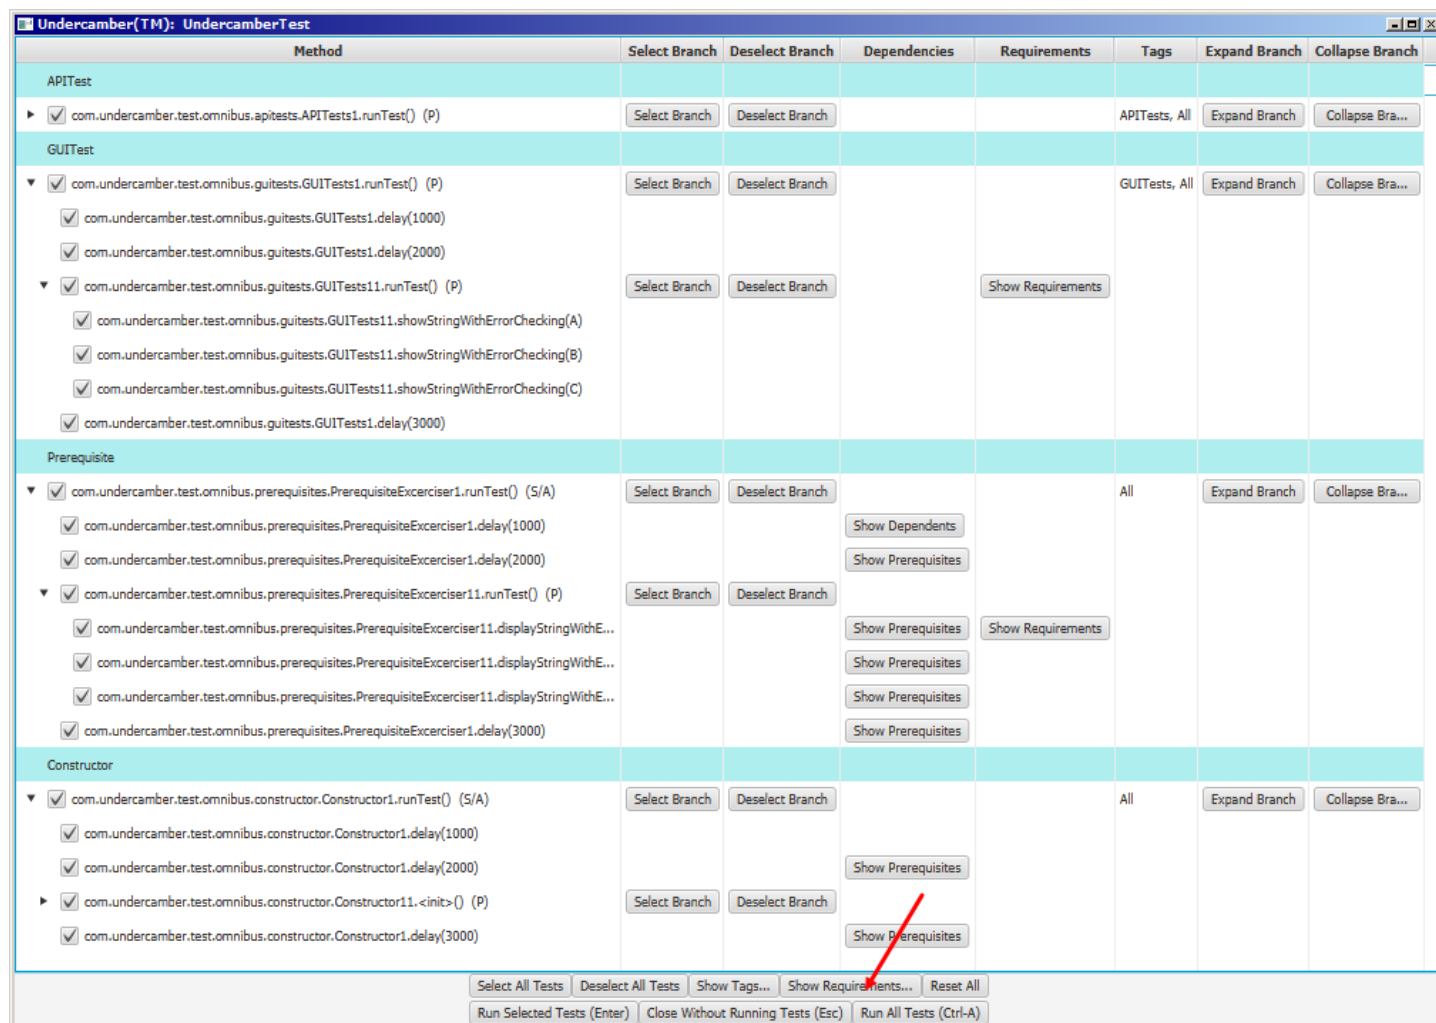 Undercamber(TM): UndercamberTest
Method Select Branch Deselect Branch Dependencies Requirements Tags Expand Branch Collapse Branch
APITest
com.undercamber.test.omnibus.apitests.APITests1.runTest() (P) Select Branch Deselect Branch APITests, All Expand Branch Collapse Bra...
GUITest
com.undercamber.test.omnibus.guitests.GUITests1.runTest() (P) Select Branch Deselect Branch GUITests, All Expand Branch Collapse Bra...
com.undercamber.test.omnibus.guitests.GUITests1.delay(1000)
com.undercamber.test.omnibus.guitests.GUITests1.delay(2000)
com.undercamber.test.omnibus.guitests.GUITests11.runTest() (P) Select Branch Deselect Branch Show Requirements
com.undercamber.test.omnibus.guitests.GUITests11.showStringWithErrorChecking(A)
com.undercamber.test.omnibus.guitests.GUITests11.showStringWithErrorChecking(B)
com.undercamber.test.omnibus.guitests.GUITests11.showStringWithErrorChecking(C)
com.undercamber.test.omnibus.guitests.GUITests1.delay(3000)
Prerequisite
com.undercamber.test.omnibus.prerequisites.PrerequisiteExcerciser1.runTest() (S/A) Select Branch Deselect Branch All Expand Branch Collapse Bra...
com.undercamber.test.omnibus.prerequisites.PrerequisiteExcerciser1.delay(1000) Show Dependents
com.undercamber.test.omnibus.prerequisites.PrerequisiteExcerciser1.delay(2000) Show Prerequisites
com.undercamber.test.omnibus.prerequisites.PrerequisiteExcerciser11.runTest() (P) Select Branch Deselect Branch
com.undercamber.test.omnibus.prerequisites.PrerequisiteExcerciser11.displayStringWithE... Show Prerequisites Show Requirements
com.undercamber.test.omnibus.prerequisites.PrerequisiteExcerciser11.displayStringWithE... Show Prerequisites
com.undercamber.test.omnibus.prerequisites.PrerequisiteExcerciser11.displayStringWithE... Show Prerequisites
com.undercamber.test.omnibus.prerequisites.PrerequisiteExcerciser1.delay(3000) Show Prerequisites
Constructor
com.undercamber.test.omnibus.constructor.Constructor1.runTest() (S/A) Select Branch Deselect Branch All Expand Branch Collapse Bra...
com.undercamber.test.omnibus.constructor.Constructor1.delay(1000)
com.undercamber.test.omnibus.constructor.Constructor1.delay(2000) Show Prerequisites
com.undercamber.test.omnibus.constructor.Constructor11.<init>() (P) Select Branch Deselect Branch
com.undercamber.test.omnibus.constructor.Constructor1.delay(3000) Show Prerequisites
Select All Tests Deselect All Tests Show Tags... Show Requirements... Reset All
Run Selected Tests (Enter) Close Without Running Tests (Esc) Run All Tests (Ctrl-A)